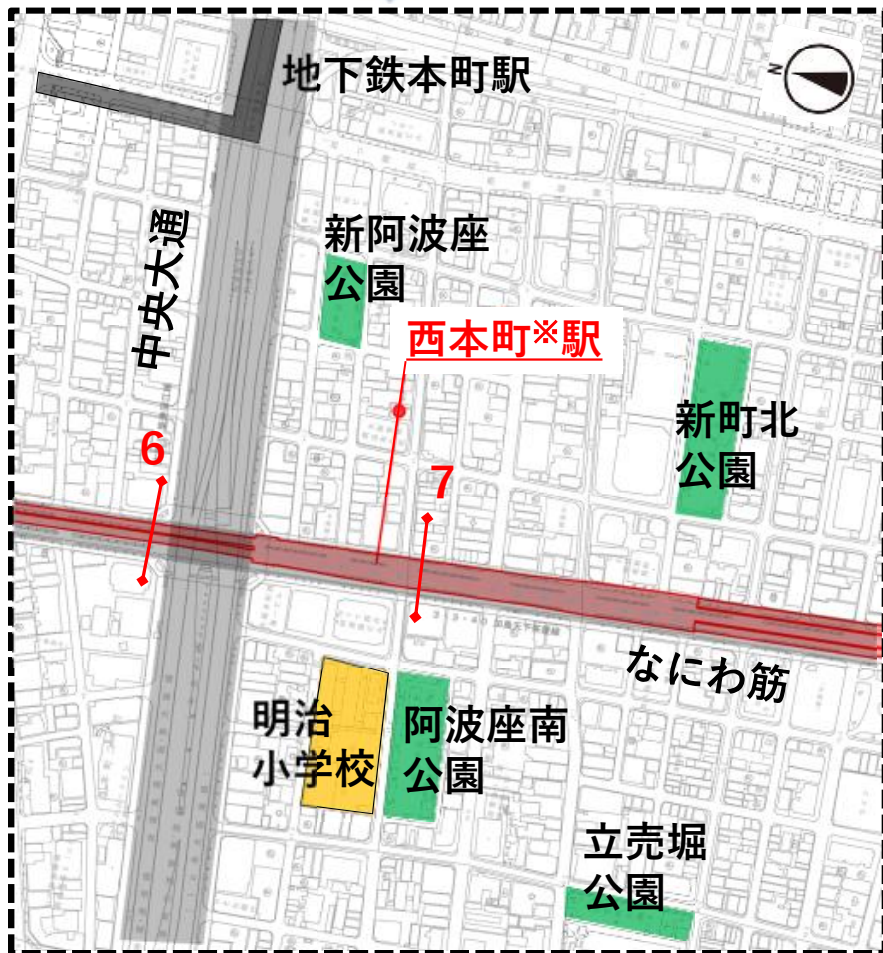 地下鉄本町駅
N
新阿波座
公園
中央大通
西本町※駅
新町北
公園
6
7
なにわ筋
明治
小学校
阿波座南
公園
立売堀
公園